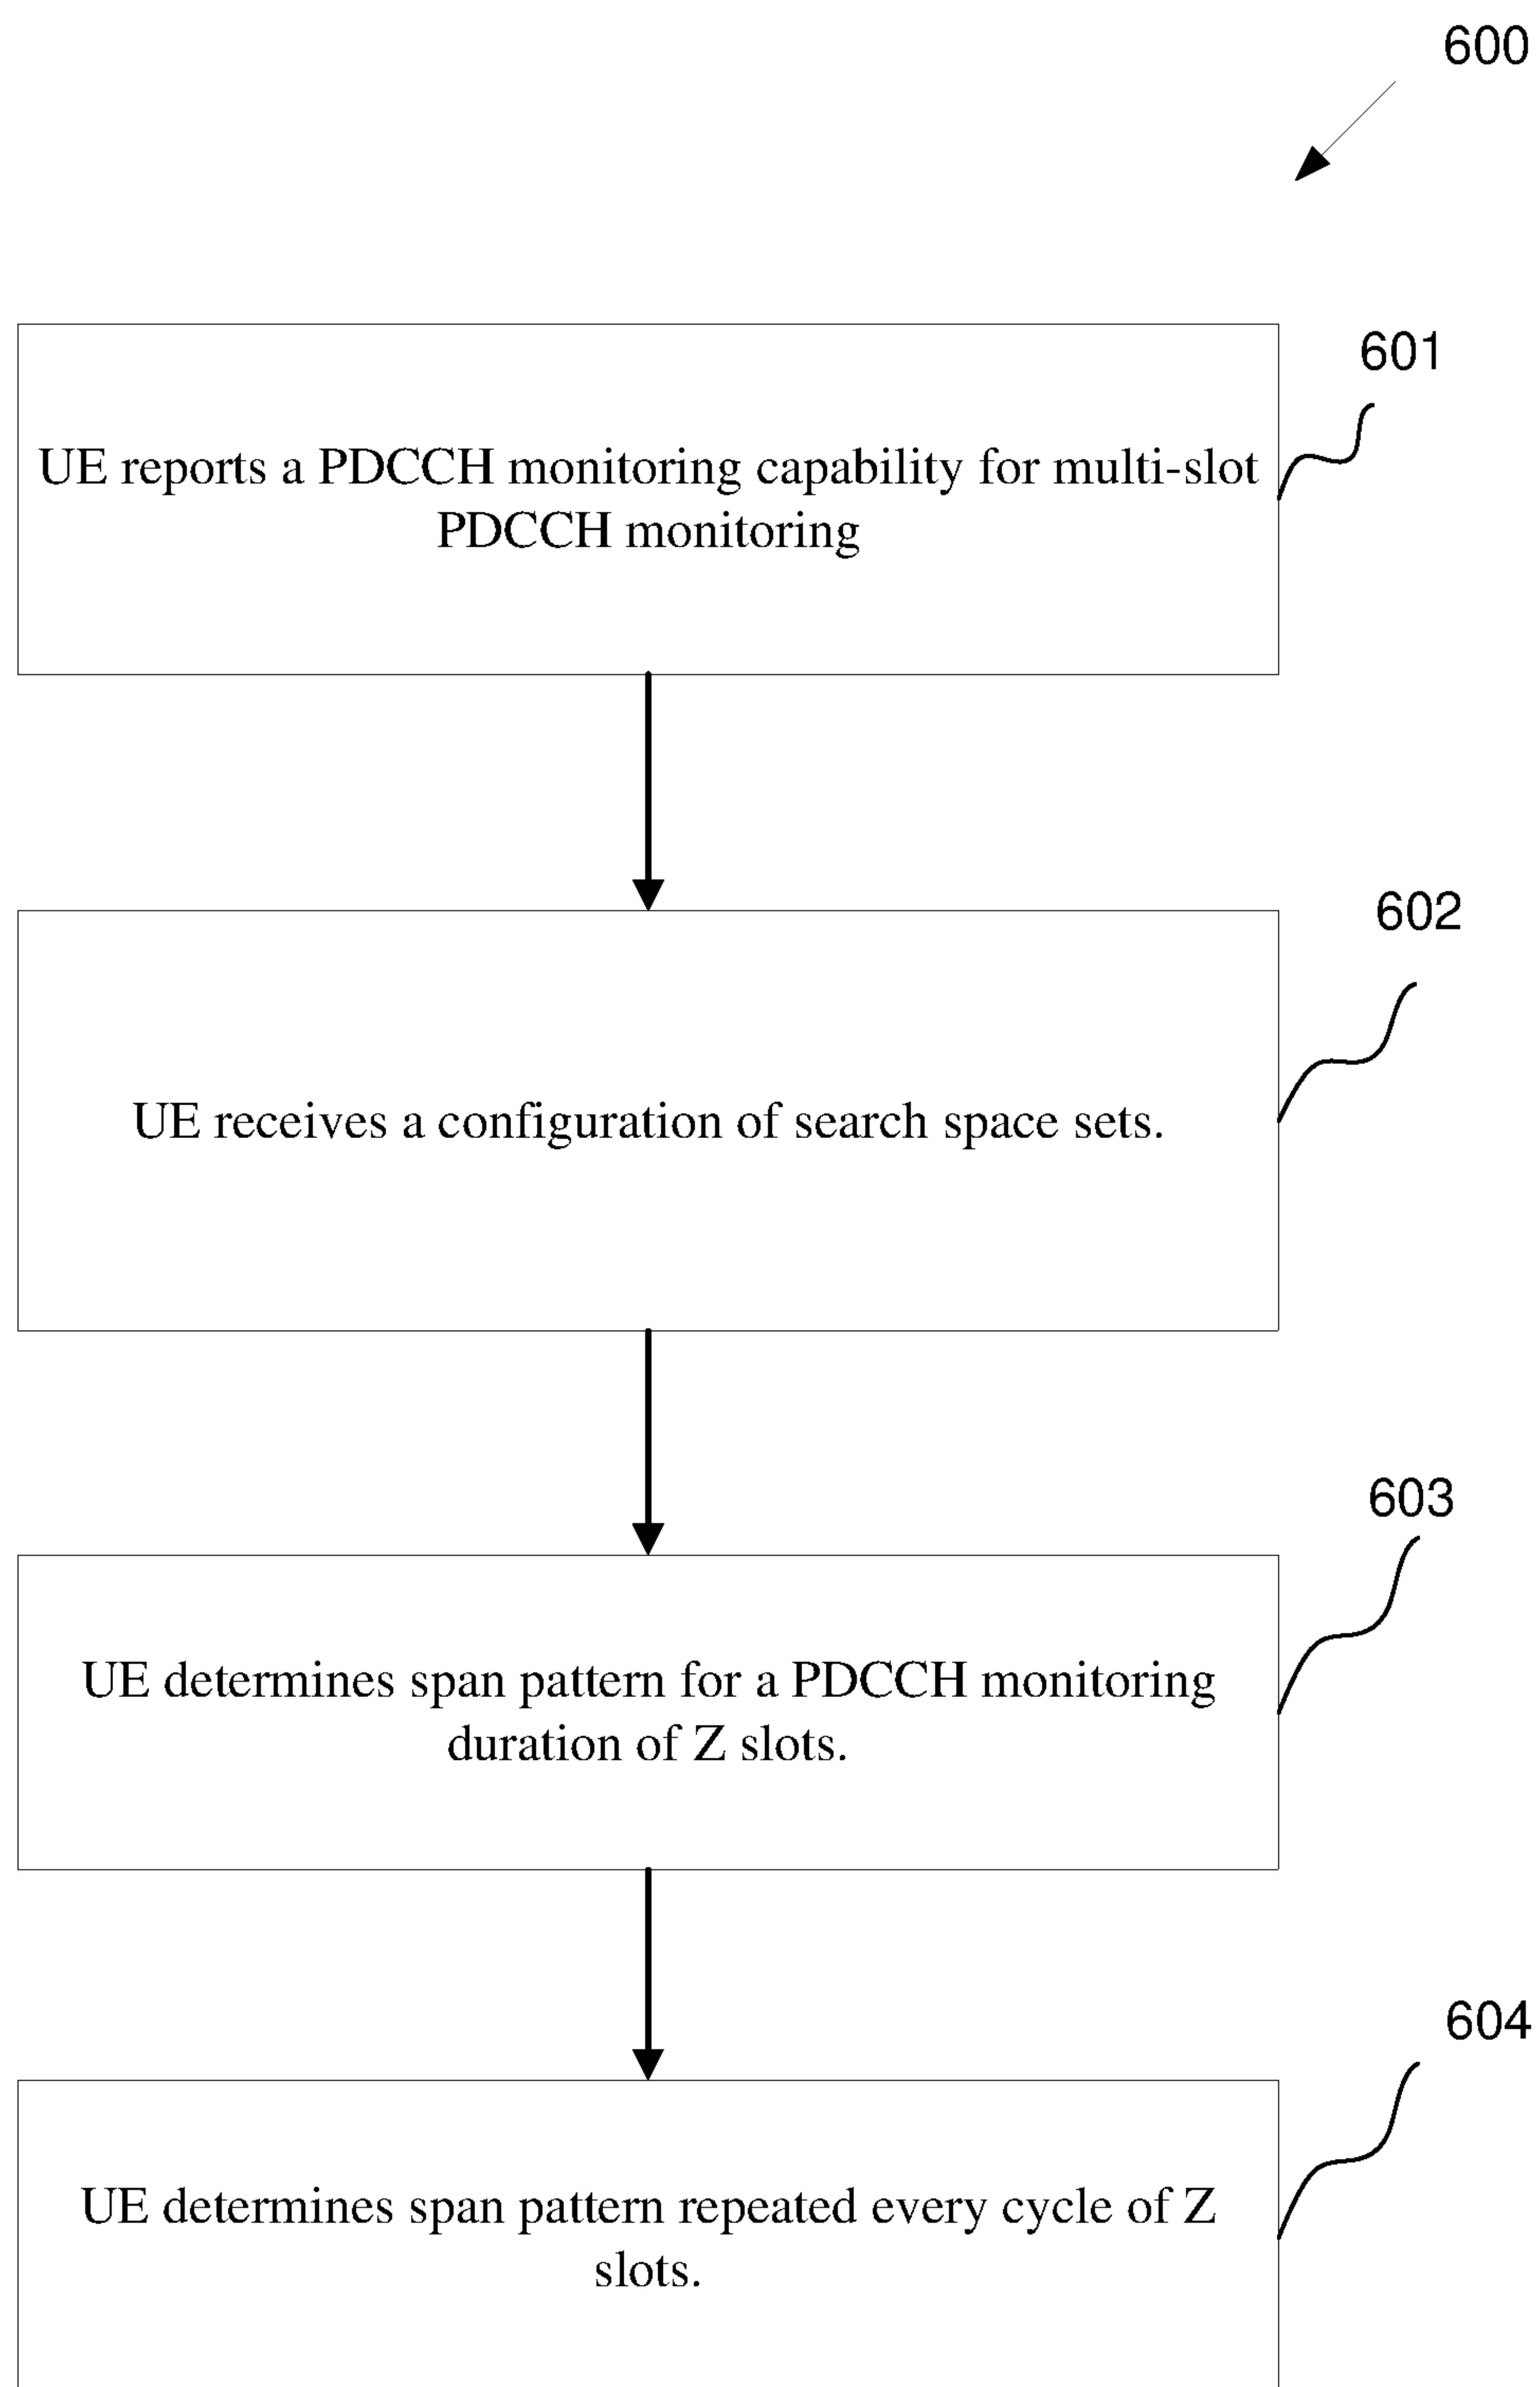 600
601
UE reports a PDCCH monitoring capability for multi-slot
PDCCH monitoring
602
UE receives a configuration of search space sets.
603
UE determines span pattern for a PDCCH monitoring
duration of Z slots.
604
UE determines span pattern repeated every cycle of Z
slots.